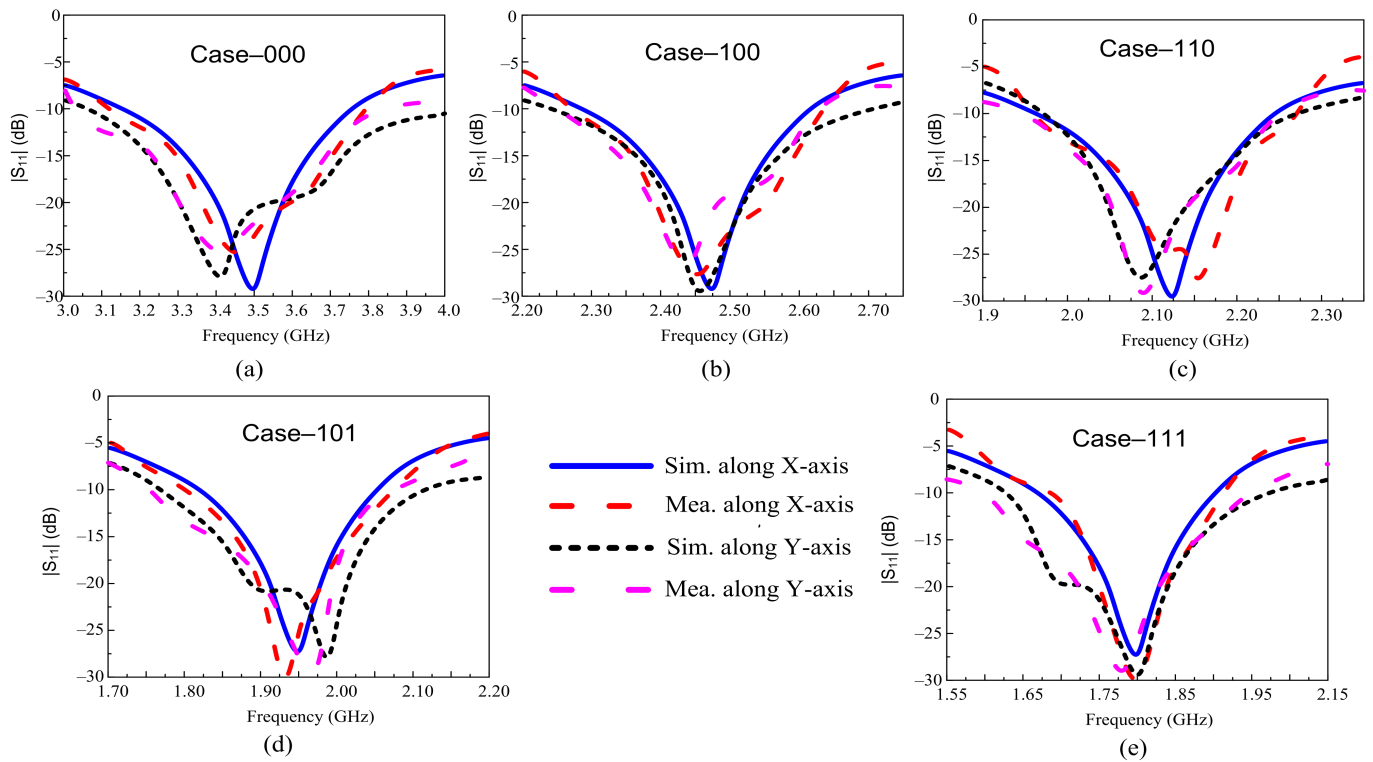 Case–000
|S11| (dB)
0
–5
–10
–15
–20
–25
–30
3.0 3.1 3.2 3.3 3.4 3.5 3.6 3.7 3.8 3.9 4.0
Frequency (GHz)
(a)
Case–100
|S11| (dB)
0
–5
–10
–15
–20
–25
–30
2.20 2.30 2.40 2.50 2.60 2.70
Frequency (GHz)
(b)
Case–110
|S11| (dB)
0
–5
–10
–15
–20
–25
–30
1.9 2.0 2.10 2.20 2.30
Frequency (GHz)
(c)
Case–101
|S11| (dB)
0
–5
–10
–15
–20
–25
–30
1.70 1.80 1.90 2.00 2.10 2.20
Frequency (GHz)
(d)
Sim. along X-axis
Mea. along X-axis
Sim. along Y-axis
Mea. along Y-axis
Case–111
|S11| (dB)
0
–5
–10
–15
–20
–25
–30
1.55 1.65 1.75 1.85 1.95 2.15
Frequency (GHz)
(e)